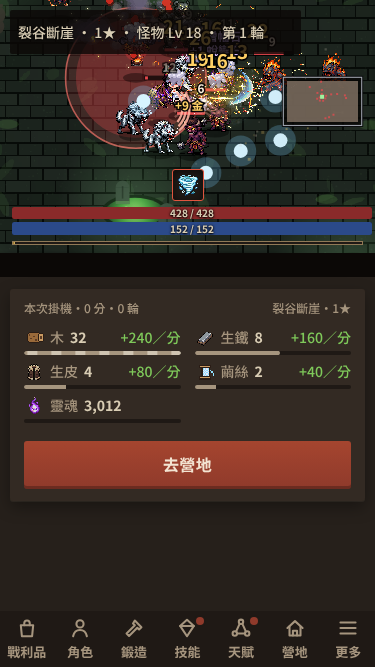 裂谷斷崖 · 1★ · 怪物 Lv 18 · 第 1 輪
1916
6
9
+9 金
428 / 428
152 / 152
本次掛機 · 0 分 · 0 輪
裂谷斷崖 · 1★
木 32 +240／分
生鐵 8 +160／分
生皮 4 +80／分
繭絲 2 +40／分
靈魂 3,012
去營地
戰利品
角色
鍛造
技能
天賦
營地
更多